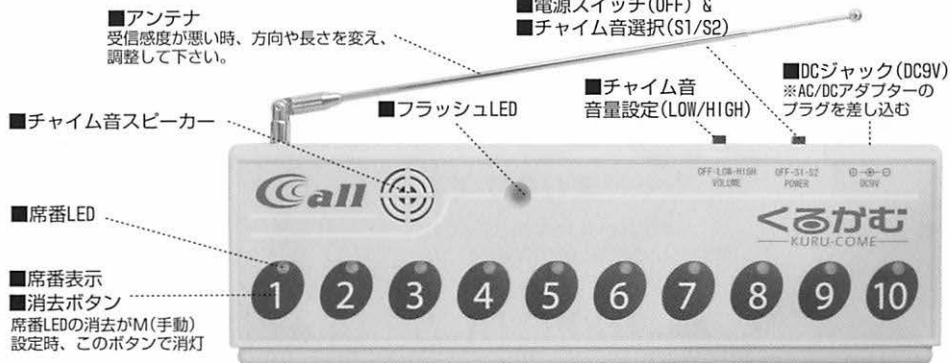 ■アンテナ
受信感度が悪い時、方向や長さを変え、
調整して下さい。
■電源スイッチ(OFF) &
■チャイム音選択(S1/S2)
■チャイム音
音量設定(LOW/HIGH)
■DCジャック(DC9V)
※AC/DCアダプターの
プラグを差し込む
■チャイム音スピーカー
■フラッシュLED
OFF-LOW-HIGH
VOLUME
OFF-S1-S2
POWER
DC9V
Call
くるかむ
KURU-COME
■席番LED
■席番表示
■消去ボタン
席番LEDの消去がM(手動)
設定時、このボタンで消灯
1 2 3 4 5 6 7 8 9 10